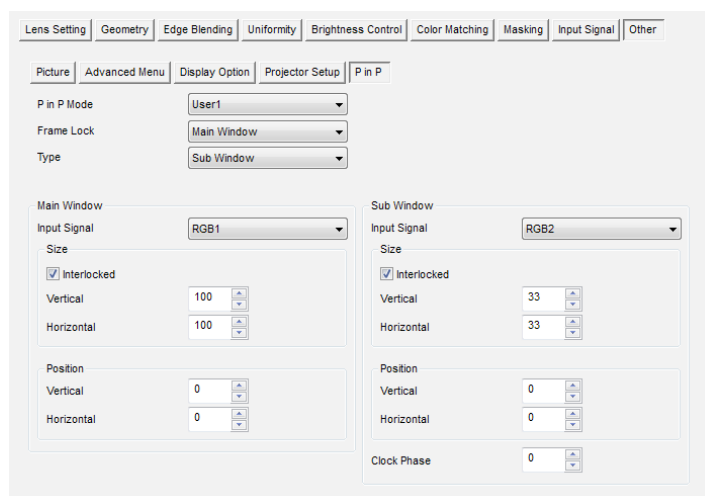 Lens Setting Geometry Edge Blending Uniformity Brightness Control Color Matching Masking Input Signal Other
Picture Advanced Menu Display Option Projector Setup P in P
P in P Mode User1
Frame Lock Main Window
Type Sub Window
Main Window
Input Signal RGB1
Size
Interlocked
Vertical 100
Horizontal 100
Position
Vertical 0
Horizontal 0
Sub Window
Input Signal RGB2
Size
Interlocked
Vertical 33
Horizontal 33
Position
Vertical 0
Horizontal 0
Clock Phase 0